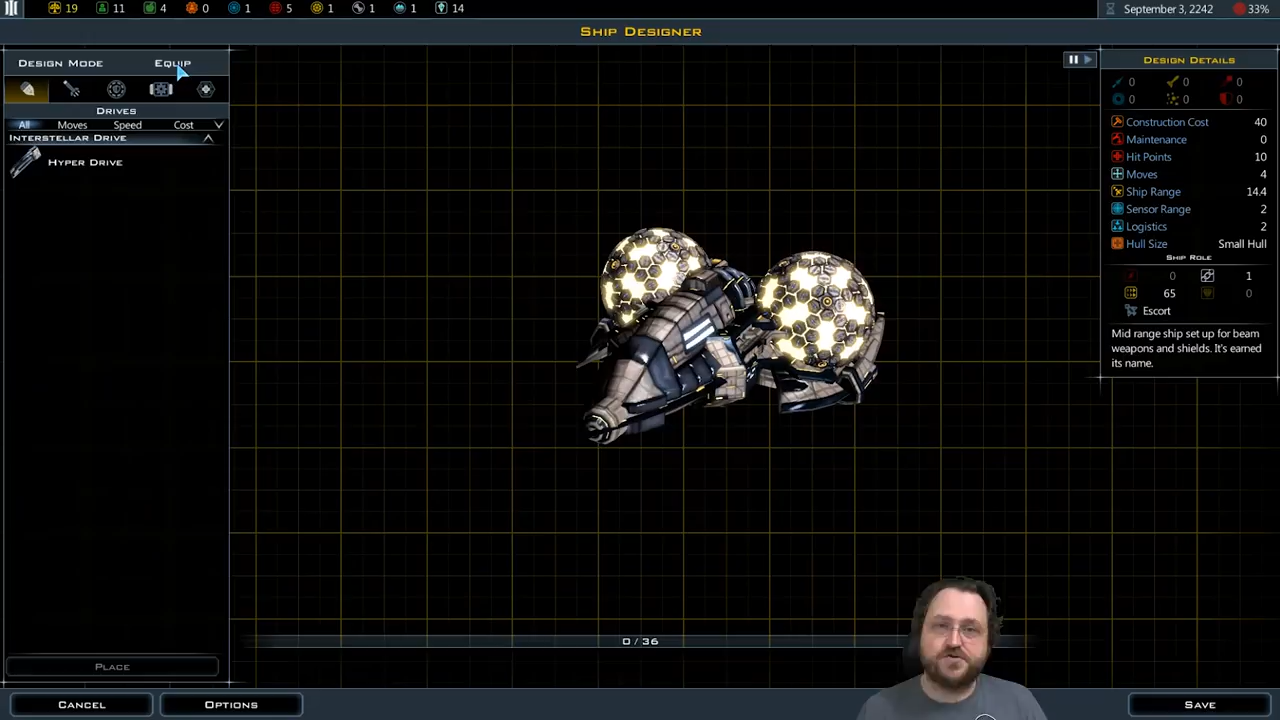 19 11 4 0 1 5 1 1 1 14 September 3, 2242 33%
Ship Designer
Design Mode Equip
Drives
All Moves Speed Cost
Interstellar Drive
Hyper Drive
Place
Cancel Options
0 / 36
Design Details
0 0 0
0 0 0
Construction Cost 40
Maintenance 0
Hit Points 10
Moves 4
Ship Range 14.4
Sensor Range 2
Logistics 2
Hull Size Small Hull
Ship Role
0 1
65 0
Escort
Mid range ship set up for beam
weapons and shields. It's earned
its name.
Save